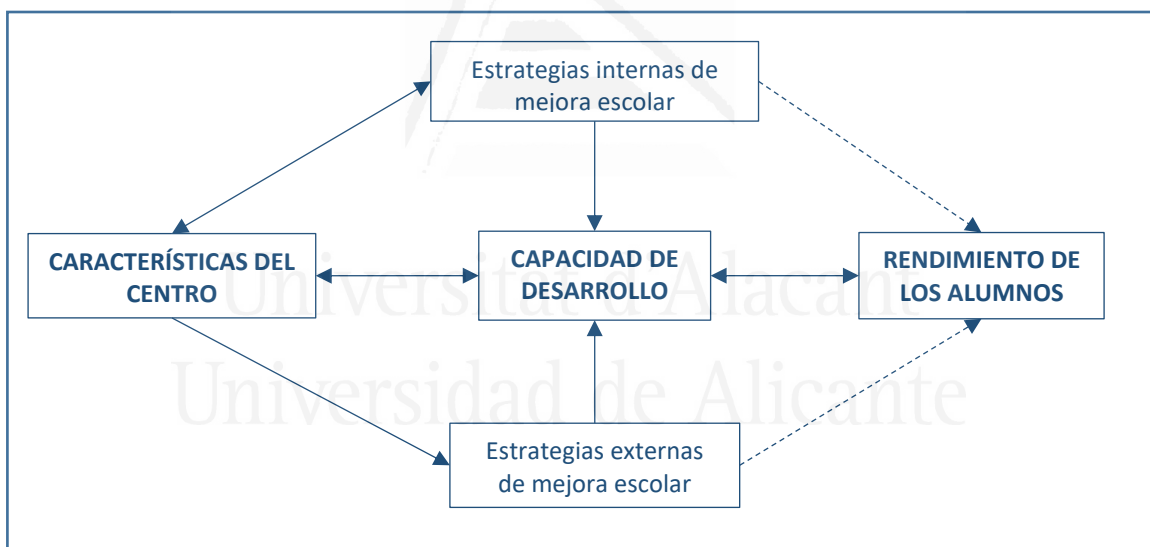 Estrategias internas de
mejora escolar
CARACTERÍSTICAS DEL
CENTRO
CAPACIDAD DE
DESARROLLO
RENDIMIENTO DE
LOS ALUMNOS
Universitat d'Alacant
Universidad de Alicante
Estrategias externas
de mejora escolar